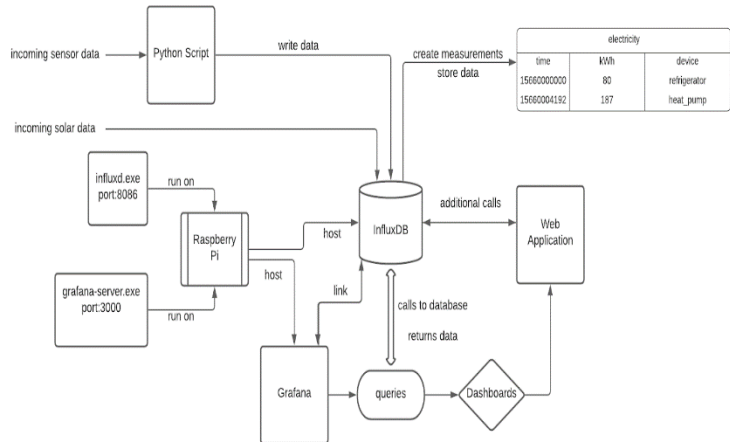 incoming sensor data
Python Script
write data
create measurements
store data
electricity
time kWh device
15660000000 80 refrigerator
15660004192 187 heat_pump
incoming solar data
influxd.exe
port:8086
run on
Raspberry
Pi
host
host
InfluxDB
additional calls
Web
Application
grafana-server.exe
port:3000
run on
link
calls to database
returns data
Grafana
queries
Dashboards